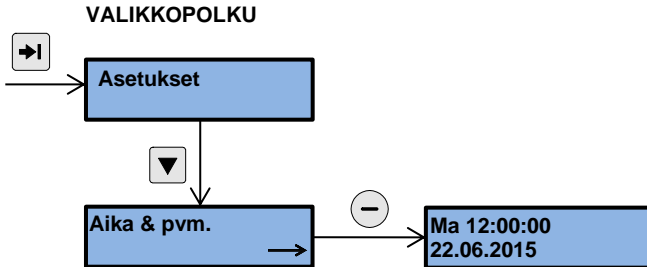 VALIKKOPOLKU
Asetukset
Aika & pvm.
Ma 12:00:00
22.06.2015